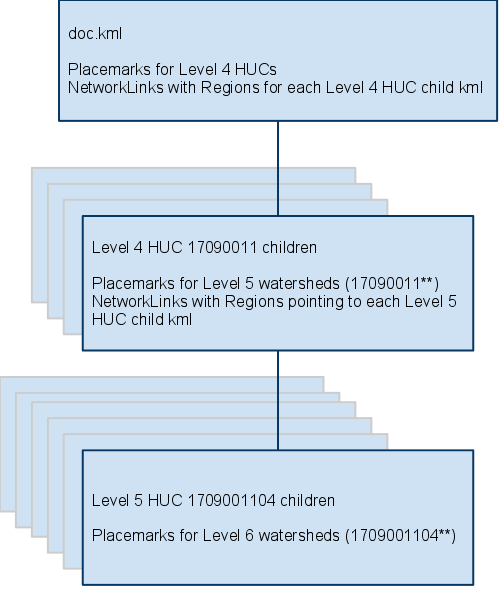 doc.kml
Placemarks for Level 4 HUCs
NetworkLinks with Regions for each Level 4 HUC child kml
Level 4 HUC 17090011 children
Placemarks for Level 5 watersheds (17090011**)
NetworkLinks with Regions pointing to each Level 5
HUC child kml
Level 5 HUC 1709001104 children
Placemarks for Level 6 watersheds (1709001104**)